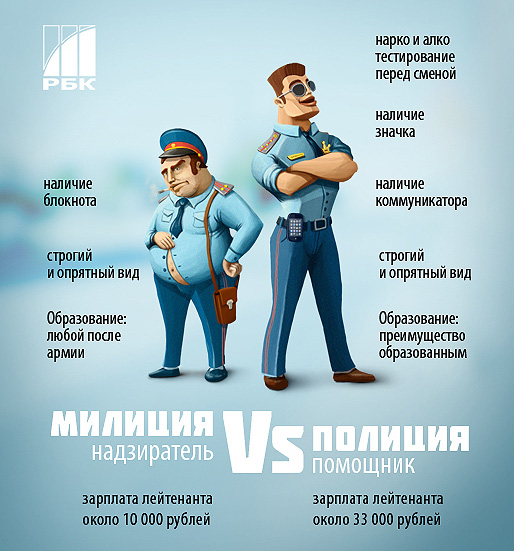 РБК
нарко и алко
тестирование
перед сменой
наличие
значка
наличие
блокнота
наличие
коммуникатора
строгий
и опрятный вид
строгий
и опрятный вид
Образование:
любой после
армии
Образование:
преимущество
образованным
милиция
надзиратель
Vs
полиция
помощник
зарплата лейтенанта
около 10 000 рублей
зарплата лейтенанта
около 33 000 рублей